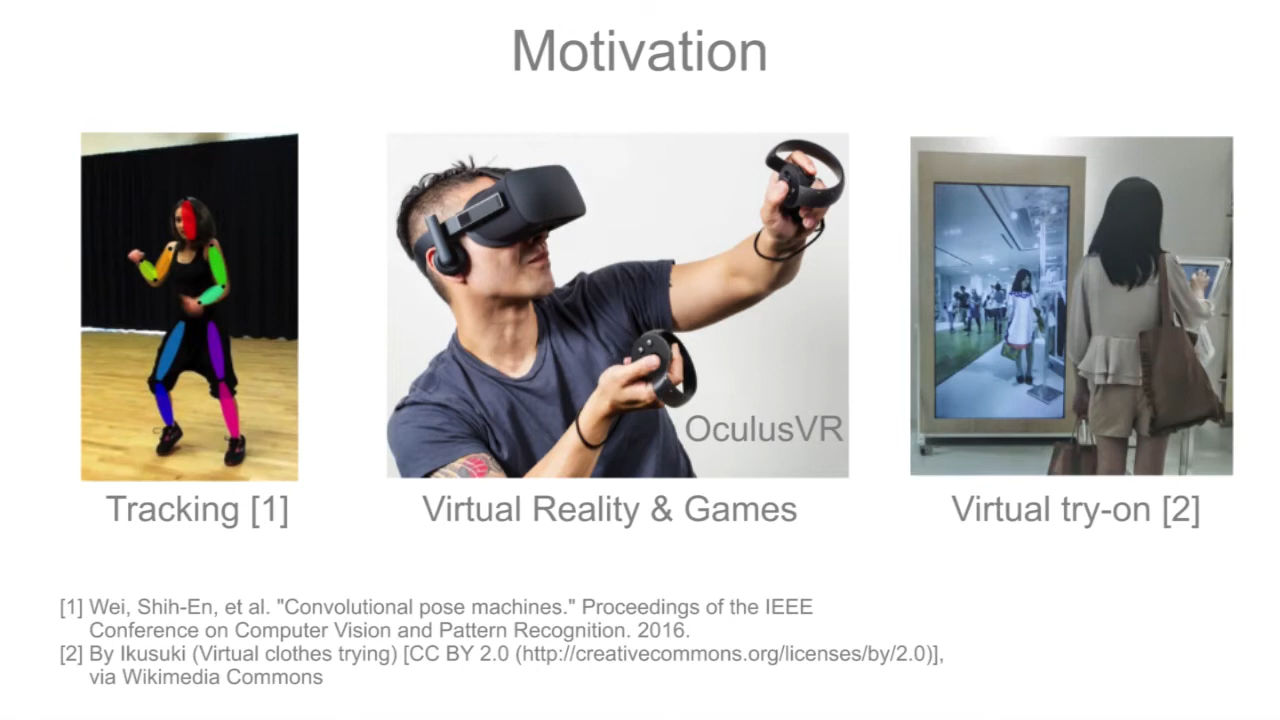 Motivation
OculusVR
Tracking [1]
Virtual Reality & Games
Virtual try-on [2]
[1] Wei, Shih-En, et al. "Convolutional pose machines." Proceedings of the IEEE
Conference on Computer Vision and Pattern Recognition. 2016.
[2] By Ikusuki (Virtual clothes trying) [CC BY 2.0 (http://creativecommons.org/licenses/by/2.0)],
via Wikimedia Commons